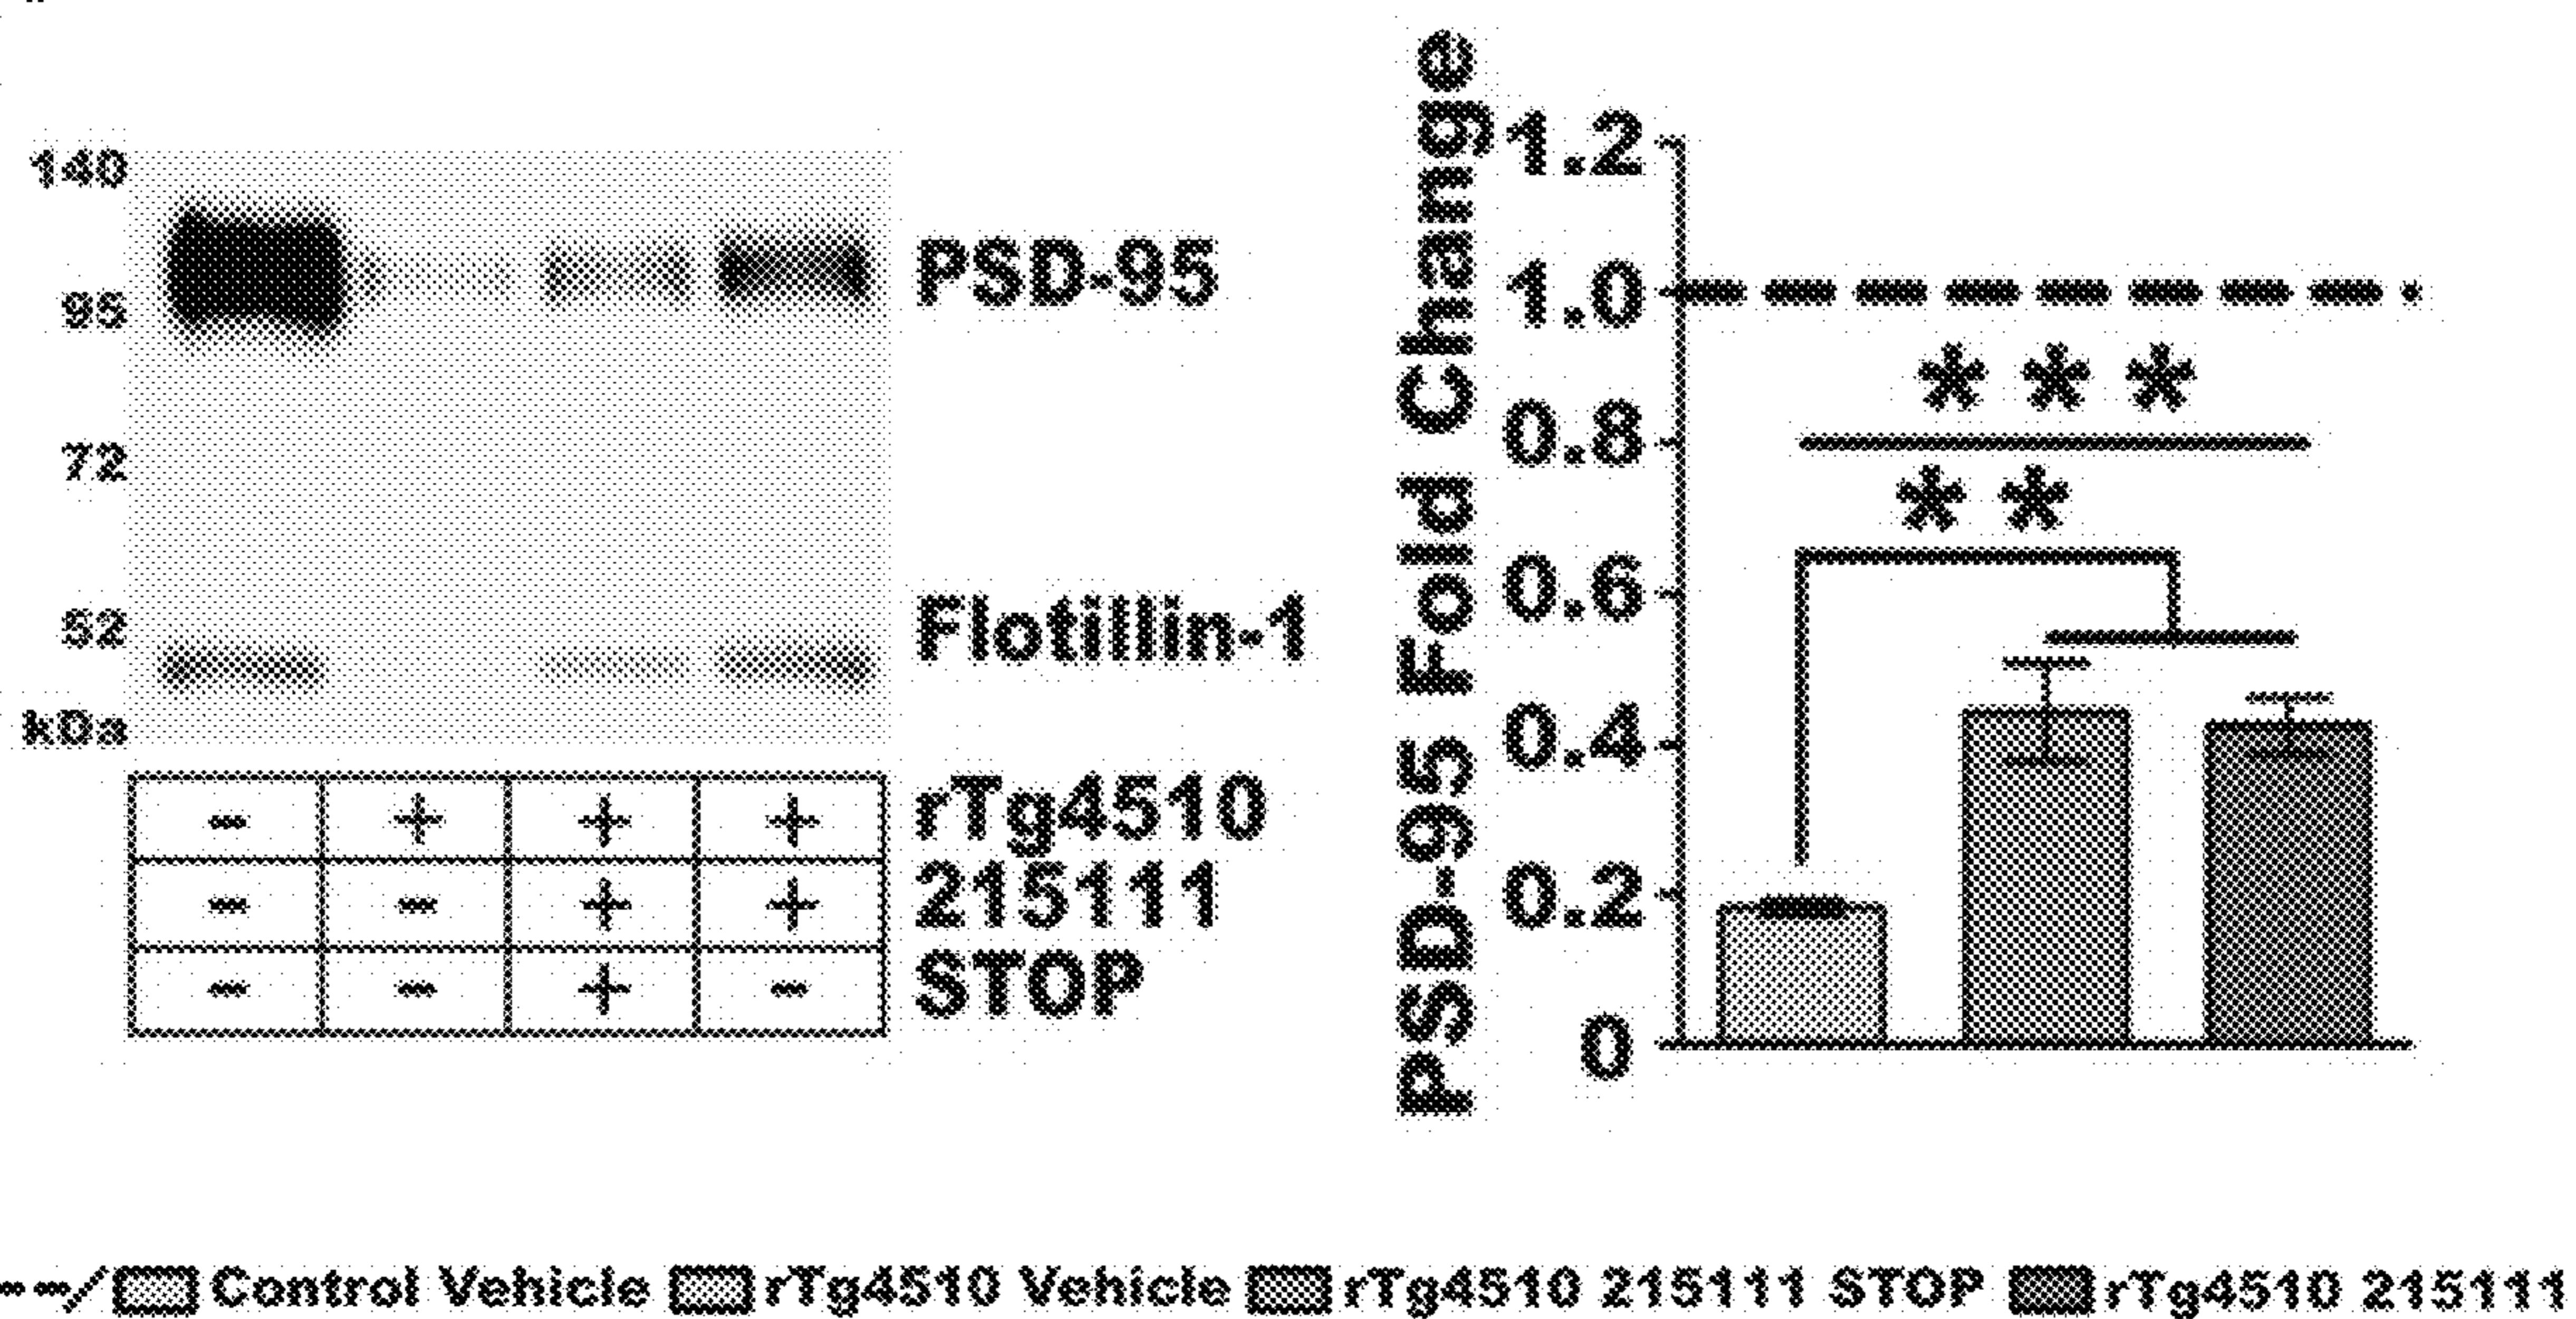 140
95
72
52
kDa
PSD-95
Flotillin-1
- + + + rTg4510
- - + + 215111
- - + - STOP
PSD-95 Fold Change
1.2
1.0
0.8
0.6
0.4
0.2
0
* * *
* *
--/ Control Vehicle rTg4510 Vehicle rTg4510 215111 STOP rTg4510 215111